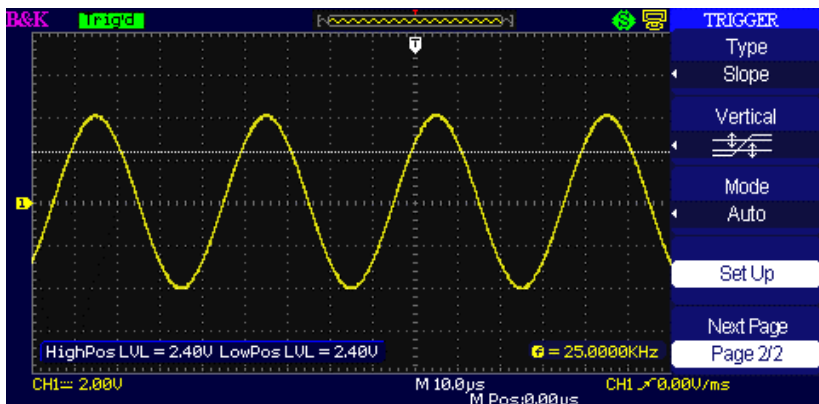 B&K Trig'd S TRIGGER
Type
T
Slope
Vertical
1
Mode
Auto
Set Up
Next Page
HighPos LVL = 2.40V LowPos LVL = 2.40V f = 25.0000KHz
Page 2/2
CH1 2.00V M 10.0µs CH1 0.00V/ms
M Pos:0.00µs